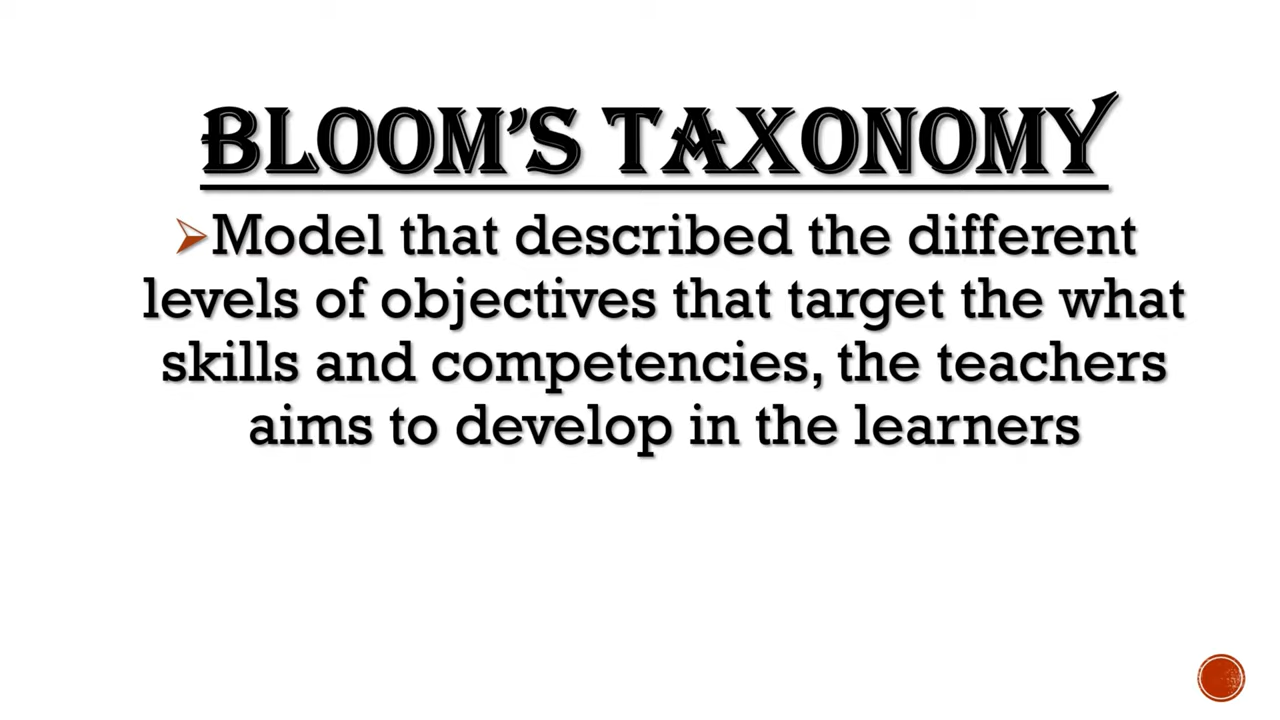 BLOOM’S TAXONOMY
Model that described the different
levels of objectives that target the what
skills and competencies, the teachers
aims to develop in the learners